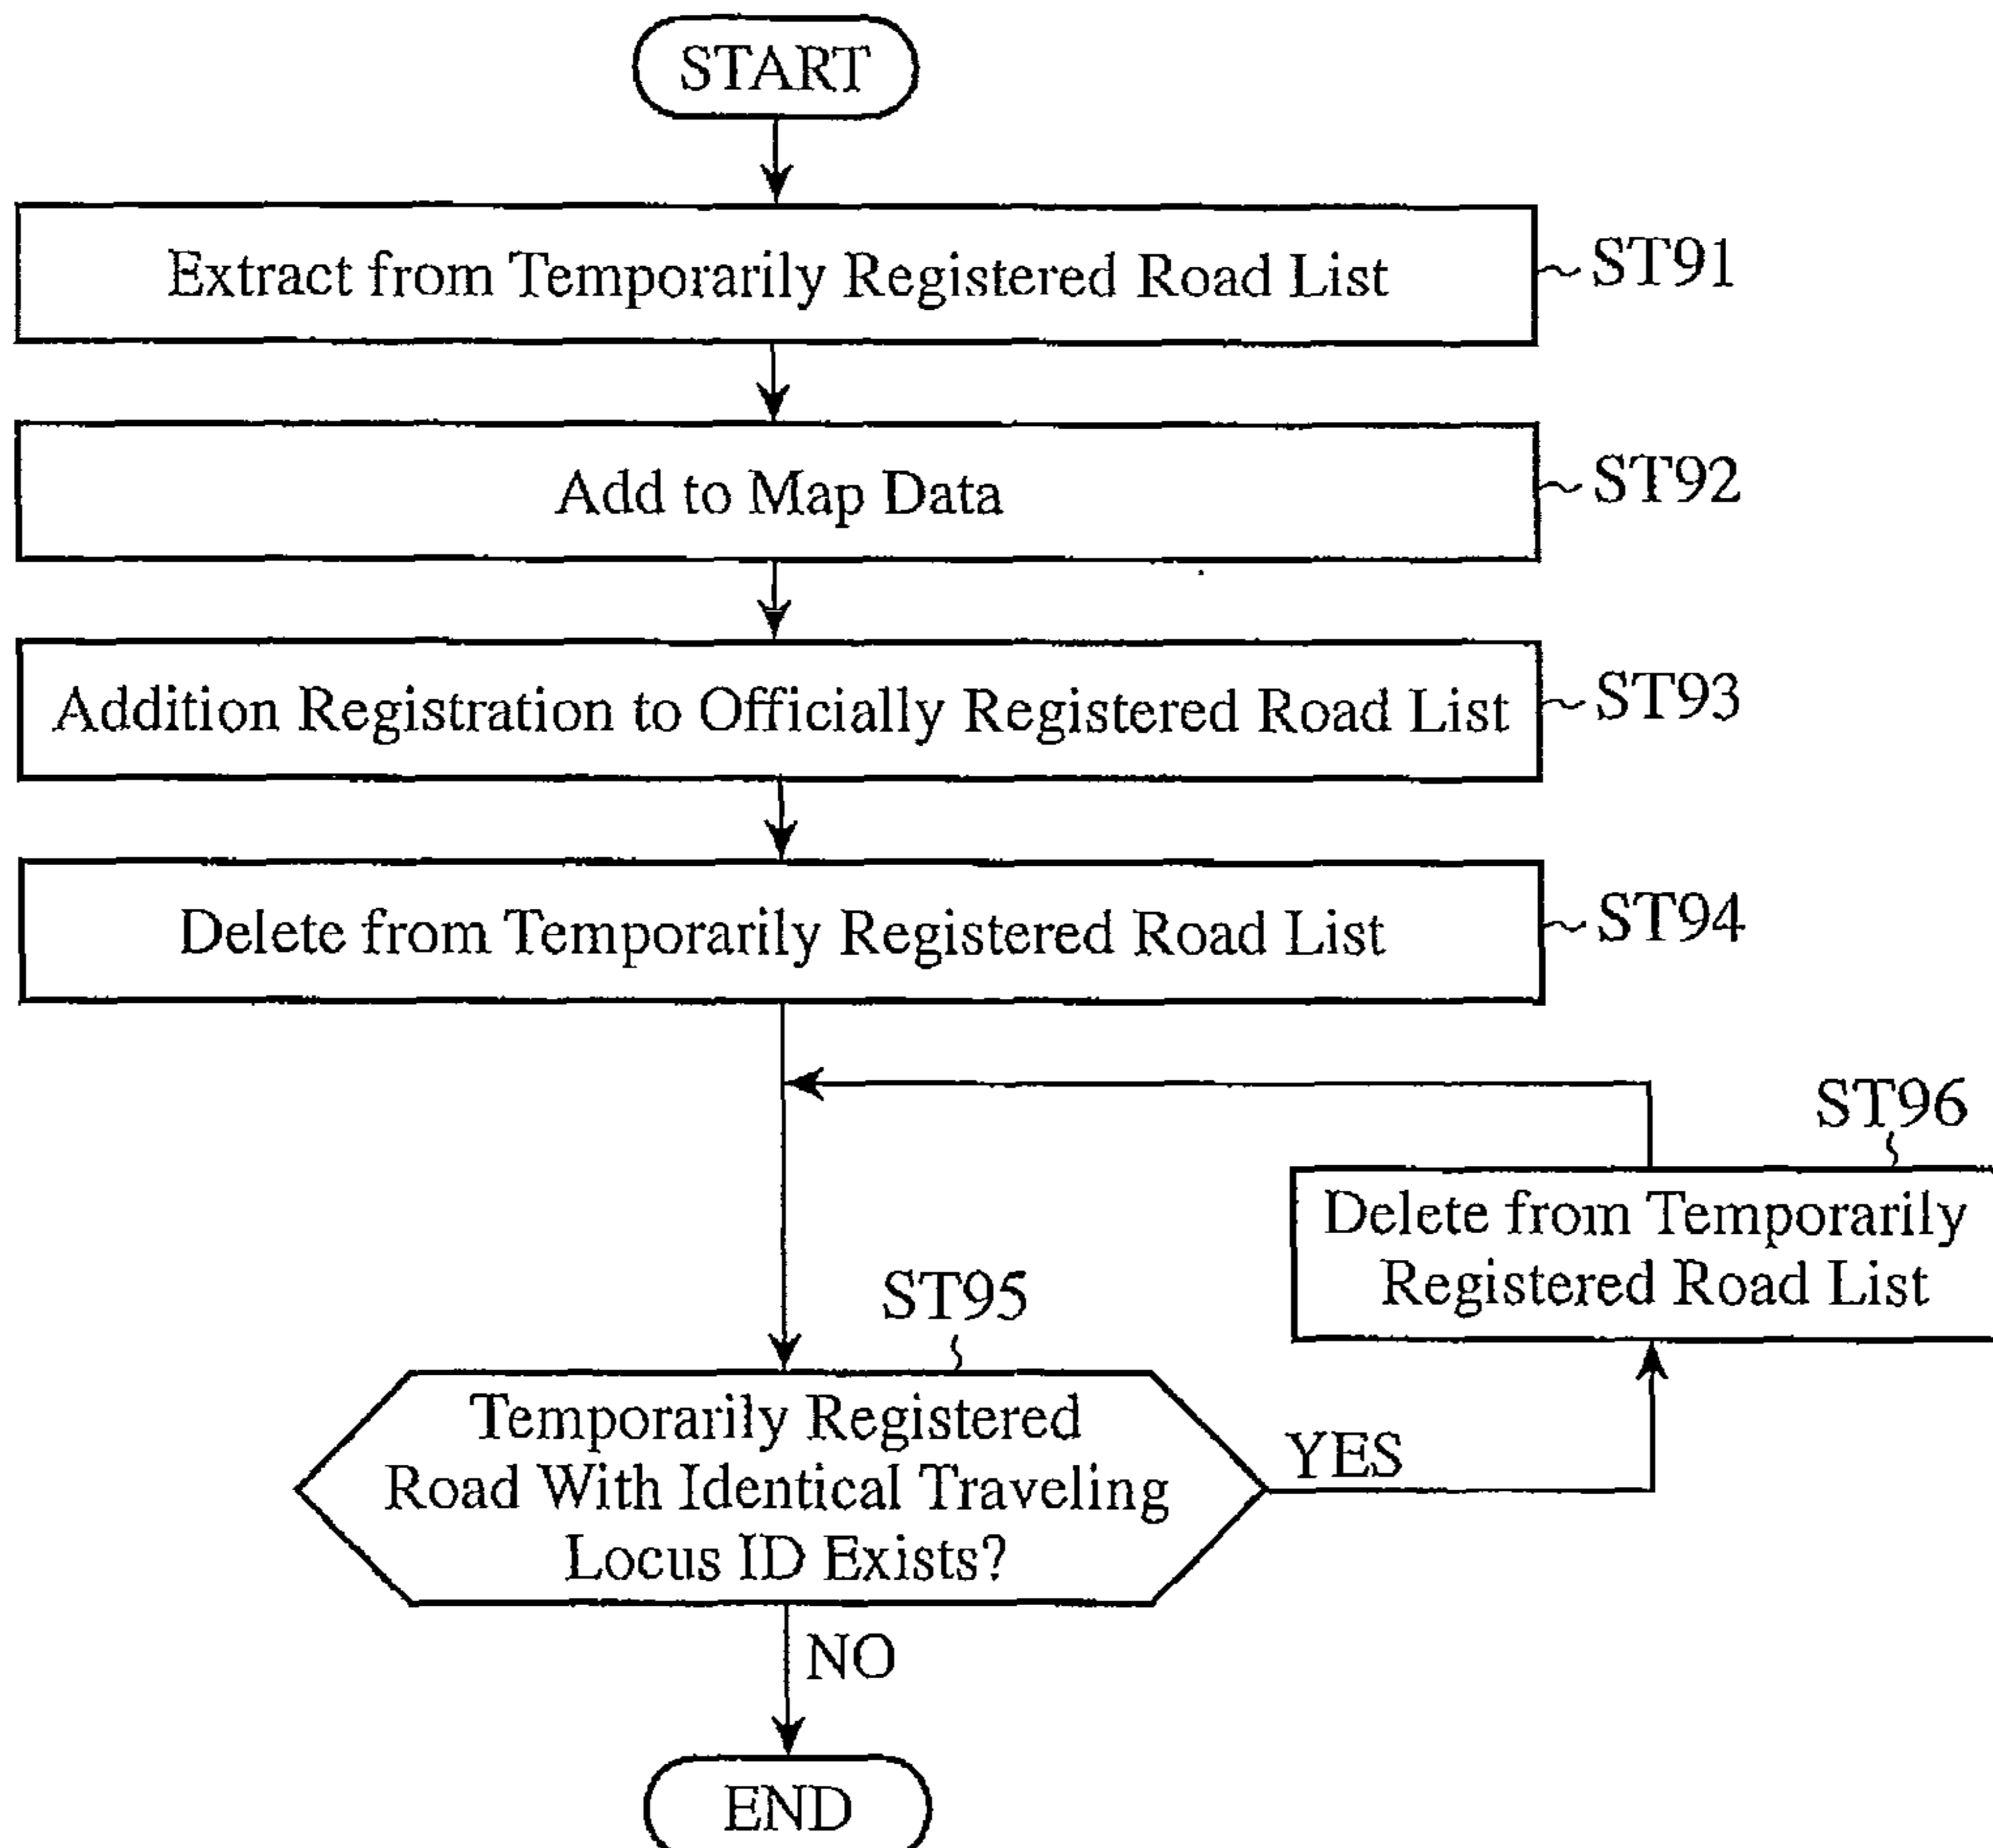 START
Extract from Temporarily Registered Road List
ST91
Add to Map Data
ST92
Addition Registration to Officially Registered Road List
ST93
Delete from Temporarily Registered Road List
ST94
ST96
Delete from Temporarily
Registered Road List
ST95
Temporarily Registered
Road With Identical Traveling
Locus ID Exists?
YES
NO
END